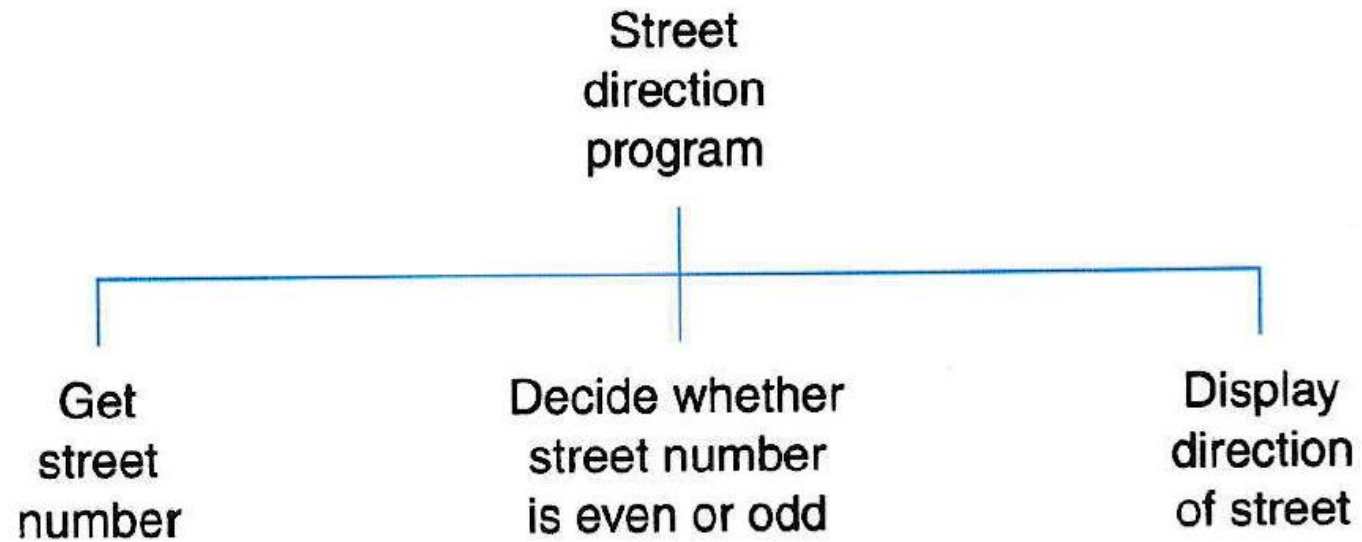 Street
direction
program
Get
street
number
Decide whether
street number
is even or odd
Display
direction
of street